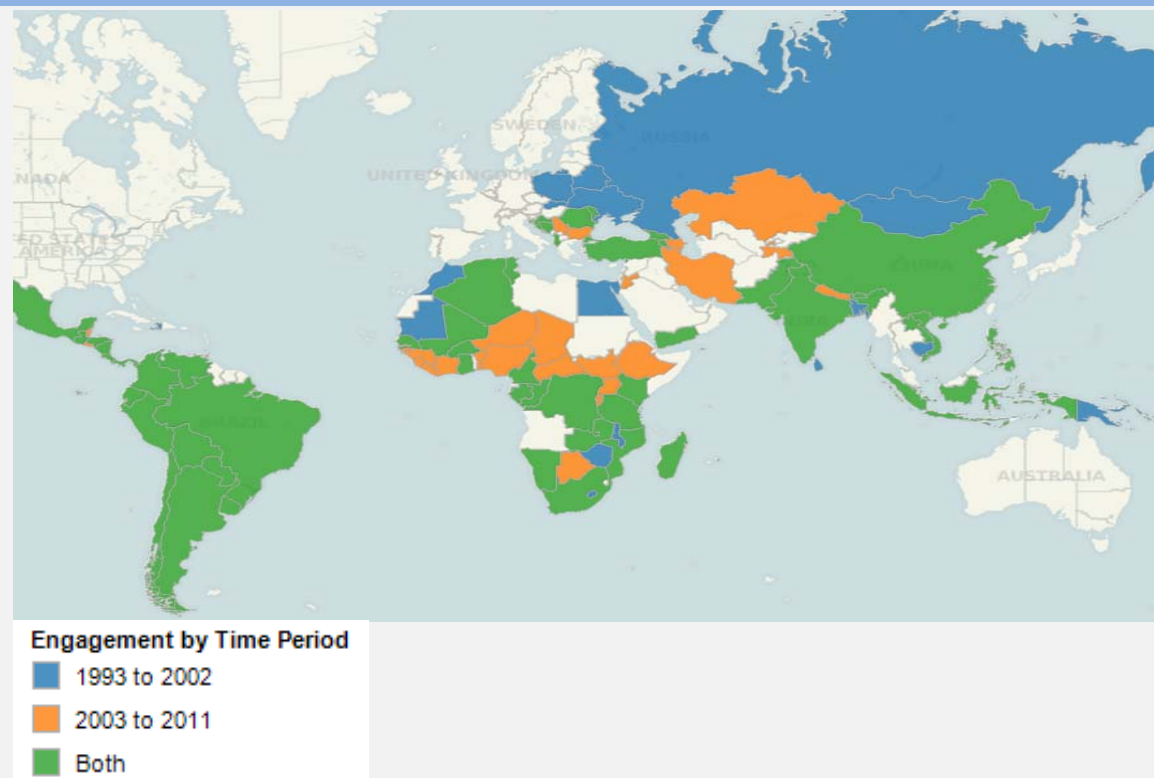 SWEDEN
RUSSIA
NADA
UNITED KINGDOM
ED STATES
AMERICA
CHINA
BRAZIL
AUSTRALIA
Engagement by Time Period
1993 to 2002
2003 to 2011
Both